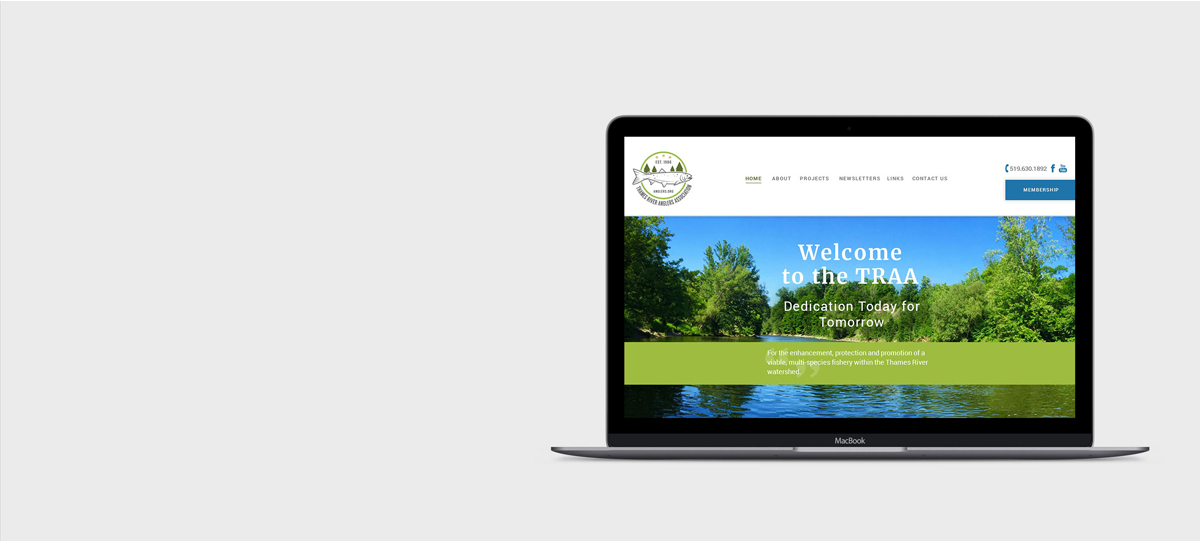 EST. 1986
ANGLERS.ORG
THAMES RIVER ANGLERS ASSOCIATION
HOME ABOUT PROJECTS NEWSLETTERS LINKS CONTACT US
519.630.1892 f You
MEMBERSHIP
Welcome
to the TRAA
Dedication Today for
Tomorrow
For the enhancement, protection and promotion of a
viable, multi-species fishery within the Thames River
watershed.
MacBook